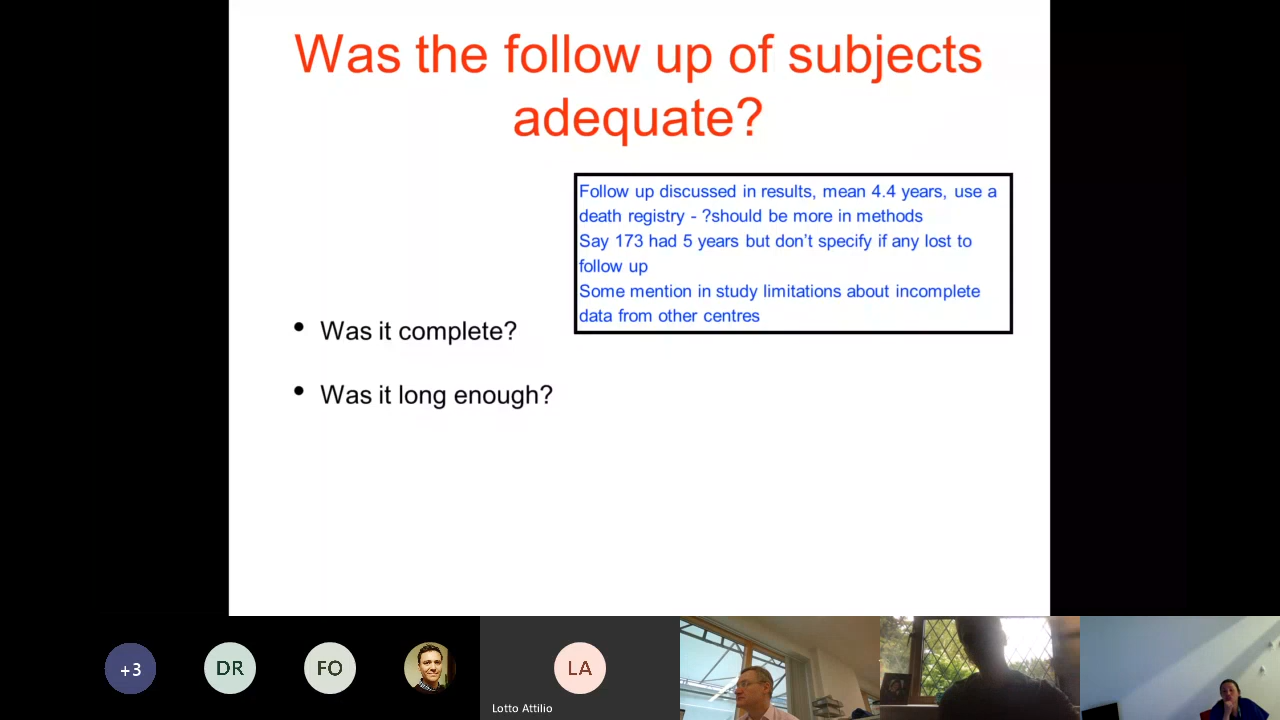 Was the follow up of subjects
adequate?
Follow up discussed in results, mean 4.4 years, use a
death registry - ?should be more in methods
Say 173 had 5 years but don't specify if any lost to
follow up
Some mention in study limitations about incomplete
data from other centres
• Was it complete?
• Was it long enough?
+3
DR
FO
LA
Lotto Attilio